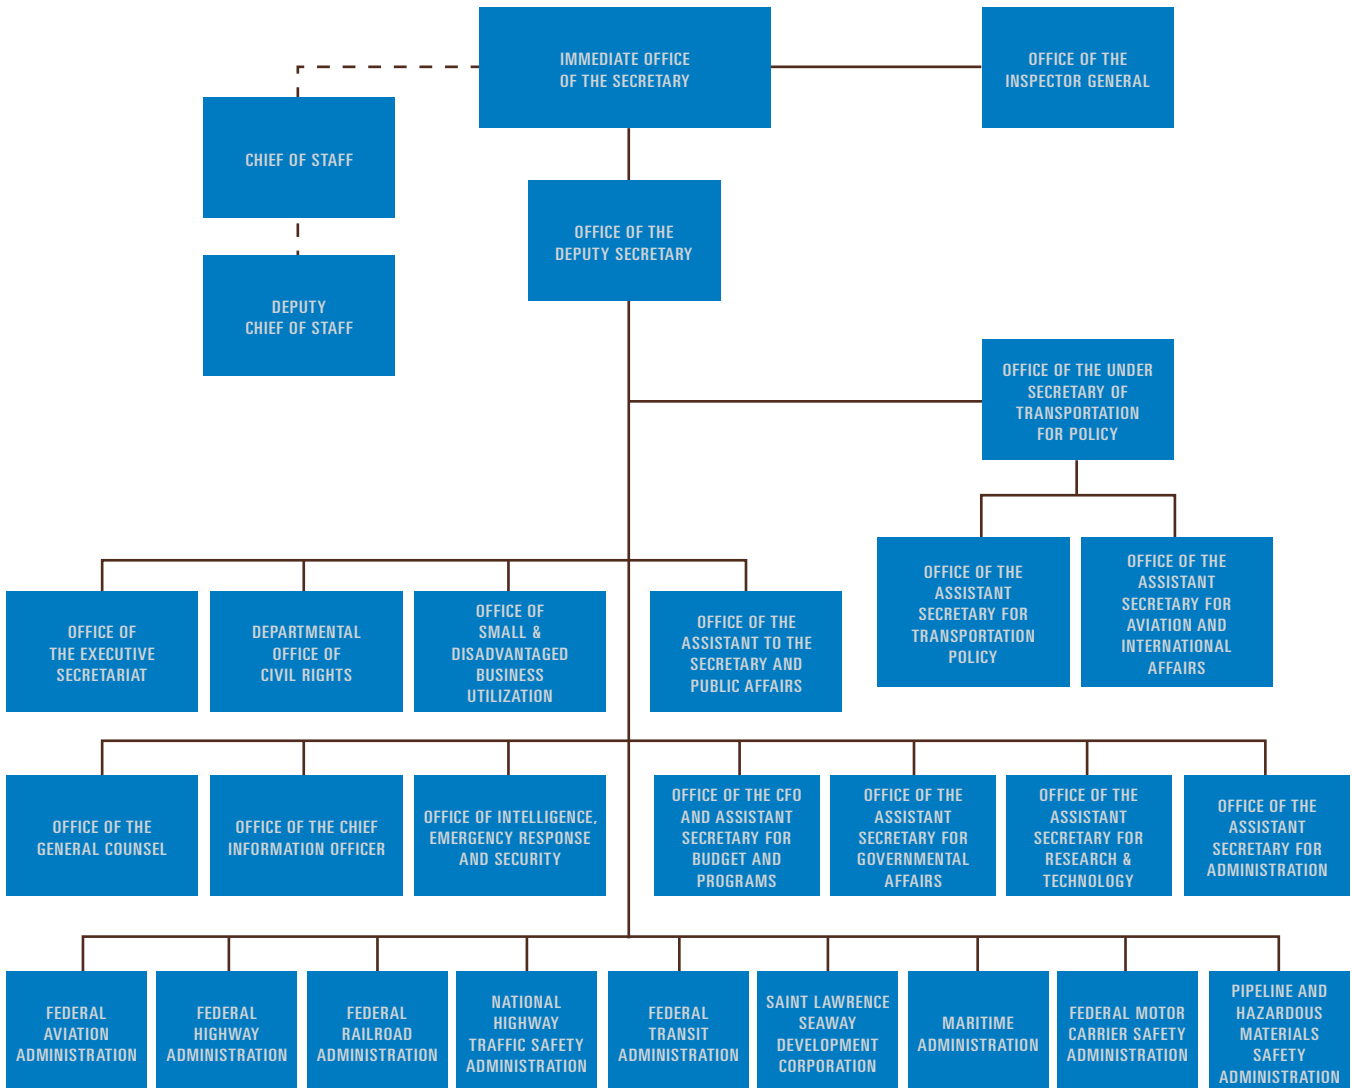 IMMEDIATE OFFICE
OF THE SECRETARY
OFFICE OF THE
INSPECTOR GENERAL
CHIEF OF STAFF
OFFICE OF THE
DEPUTY SECRETARY
DEPUTY
CHIEF OF STAFF
OFFICE OF THE UNDER
SECRETARY OF
TRANSPORTATION
FOR POLICY
OFFICE OF THE
ASSISTANT
SECRETARY FOR
TRANSPORTATION
POLICY
OFFICE OF THE
ASSISTANT
SECRETARY FOR
AVIATION AND
INTERNATIONAL
AFFAIRS
OFFICE OF
THE EXECUTIVE
SECRETARIAT
DEPARTMENTAL
OFFICE OF
CIVIL RIGHTS
OFFICE OF
SMALL &
DISADVANTAGED
BUSINESS
UTILIZATION
OFFICE OF THE
ASSISTANT TO THE
SECRETARY AND
PUBLIC AFFAIRS
OFFICE OF THE
GENERAL COUNSEL
OFFICE OF THE CHIEF
INFORMATION OFFICER
OFFICE OF INTELLIGENCE,
EMERGENCY RESPONSE
AND SECURITY
OFFICE OF THE CFO
AND ASSISTANT
SECRETARY FOR
BUDGET AND
PROGRAMS
OFFICE OF THE
ASSISTANT
SECRETARY FOR
GOVERNMENTAL
AFFAIRS
OFFICE OF THE
ASSISTANT
SECRETARY FOR
RESEARCH &
TECHNOLOGY
OFFICE OF THE
ASSISTANT
SECRETARY FOR
ADMINISTRATION
FEDERAL
AVIATION
ADMINISTRATION
FEDERAL
HIGHWAY
ADMINISTRATION
FEDERAL
RAILROAD
ADMINISTRATION
NATIONAL
HIGHWAY
TRAFFIC SAFETY
ADMINISTRATION
FEDERAL
TRANSIT
ADMINISTRATION
SAINT LAWRENCE
SEAWAY
DEVELOPMENT
CORPORATION
MARITIME
ADMINISTRATION
FEDERAL MOTOR
CARRIER SAFETY
ADMINISTRATION
PIPELINE AND
HAZARDOUS
MATERIALS
SAFETY
ADMINISTRATION